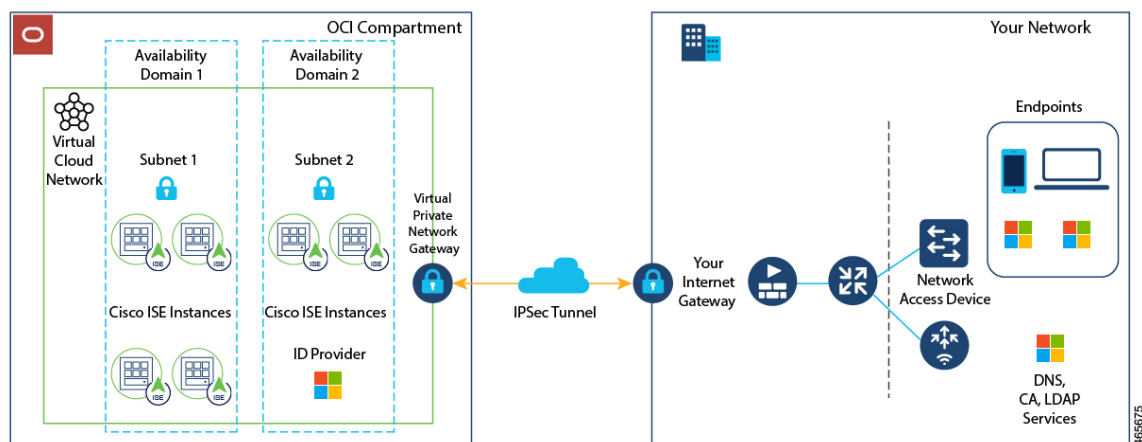 OCI Compartment
Availability
Domain 1
Availability
Domain 2
Virtual
Cloud
Network
Subnet 1
Subnet 2
ISE
ISE
ISE
ISE
Cisco ISE Instances
Cisco ISE Instances
ISE
ISE
ID Provider
Virtual
Private
Network
Gateway
IPSec Tunnel
Your Network
Your
Internet
Gateway
Network
Access Device
Endpoints
DNS,
CA, LDAP
Services